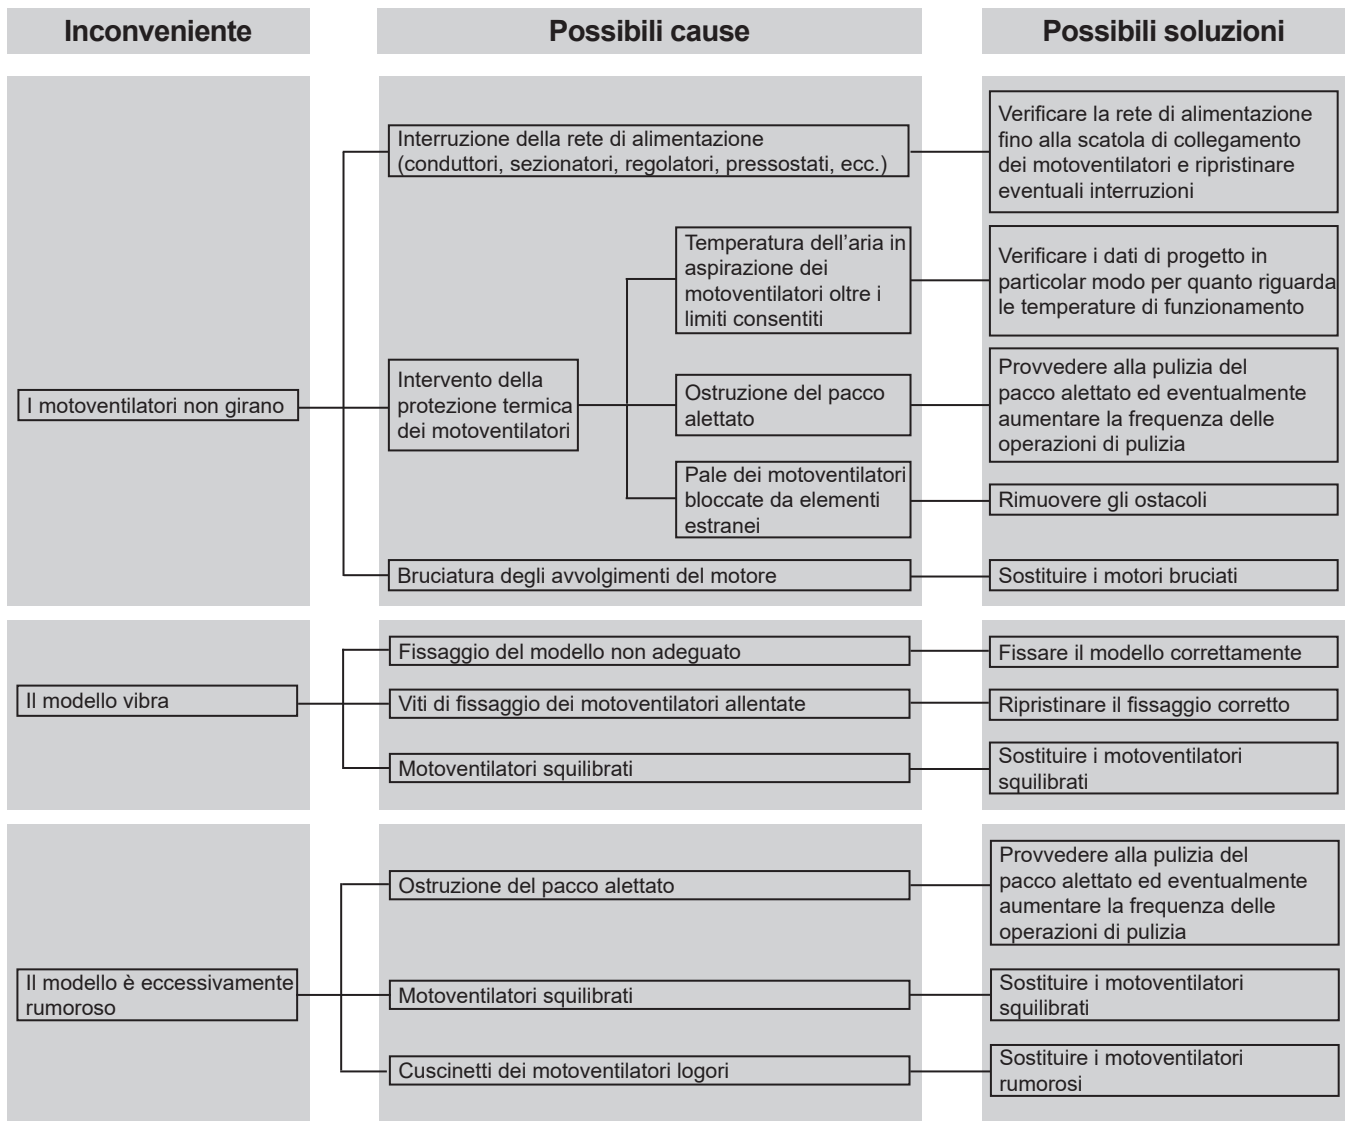 Inconveniente
Possibili cause
Possibili soluzioni
I motoventilatori non girano
Interruzione della rete di alimentazione
(conduttori, sezionatori, regolatori, pressostati, ecc.)
Verificare la rete di alimentazione
fino alla scatola di collegamento
dei motoventilatori e ripristinare
eventuali interruzioni
Intervento della
protezione termica
dei motoventilatori
Temperatura dell’aria in
aspirazione dei
motoventilatori oltre i
limiti consentiti
Verificare i dati di progetto in
particolar modo per quanto riguarda
le temperature di funzionamento
Ostruzione del pacco
alettato
Provvedere alla pulizia del
pacco alettato ed eventualmente
aumentare la frequenza delle
operazioni di pulizia
Pale dei motoventilatori
bloccate da elementi
estranei
Rimuovere gli ostacoli
Bruciatura degli avvolgimenti del motore
Sostituire i motori bruciati
Il modello vibra
Fissaggio del modello non adeguato
Fissare il modello correttamente
Viti di fissaggio dei motoventilatori allentate
Ripristinare il fissaggio corretto
Motoventilatori squilibrati
Sostituire i motoventilatori
squilibrati
Il modello è eccessivamente
rumoroso
Ostruzione del pacco alettato
Provvedere alla pulizia del
pacco alettato ed eventualmente
aumentare la frequenza delle
operazioni di pulizia
Motoventilatori squilibrati
Sostituire i motoventilatori
squilibrati
Cuscinetti dei motoventilatori logori
Sostituire i motoventilatori
rumorosi